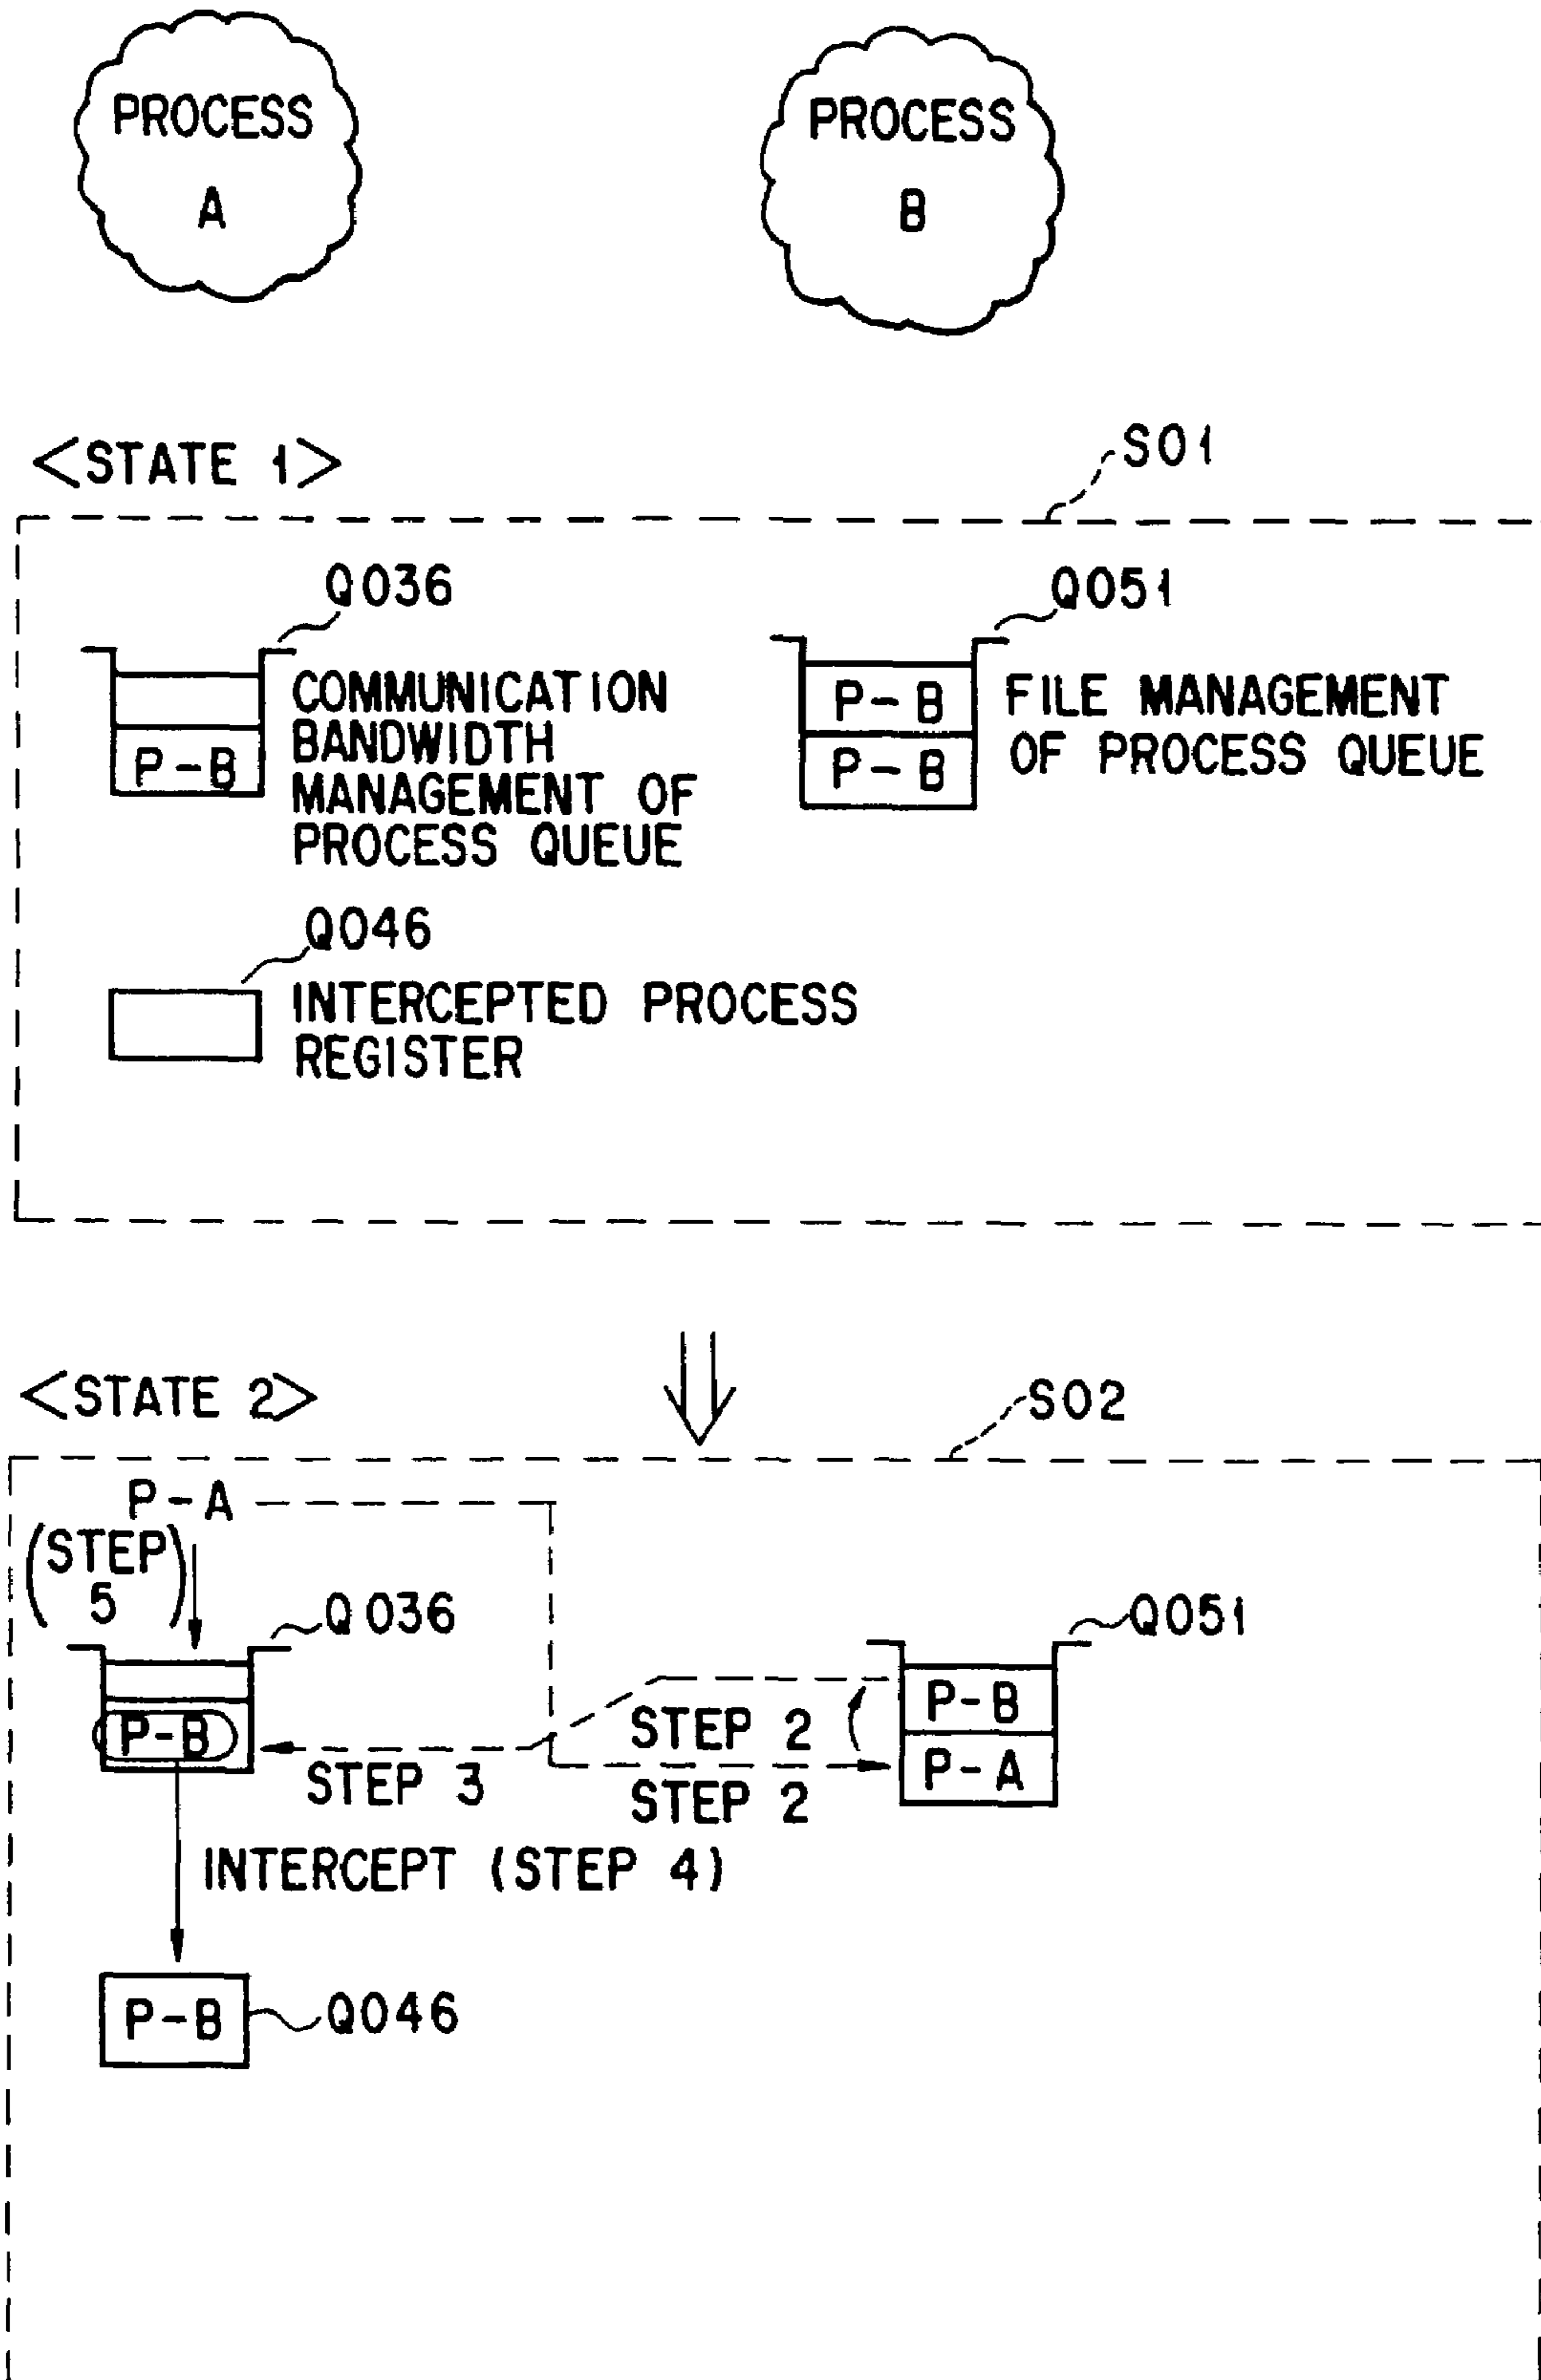 PROCESS
A
PROCESS
B
<STATE 1>
S01
Q036
Q051
COMMUNICATION
BANDWIDTH
MANAGEMENT OF
PROCESS QUEUE
P-B
P-B
P-B
FILE MANAGEMENT
OF PROCESS QUEUE
Q046
INTERCEPTED PROCESS
REGISTER
<STATE 2>
S02
P-A
(STEP
5)
Q036
Q051
P-B
P-B
STEP 2
P-A
STEP 3
STEP 2
INTERCEPT (STEP 4)
P-B
Q046